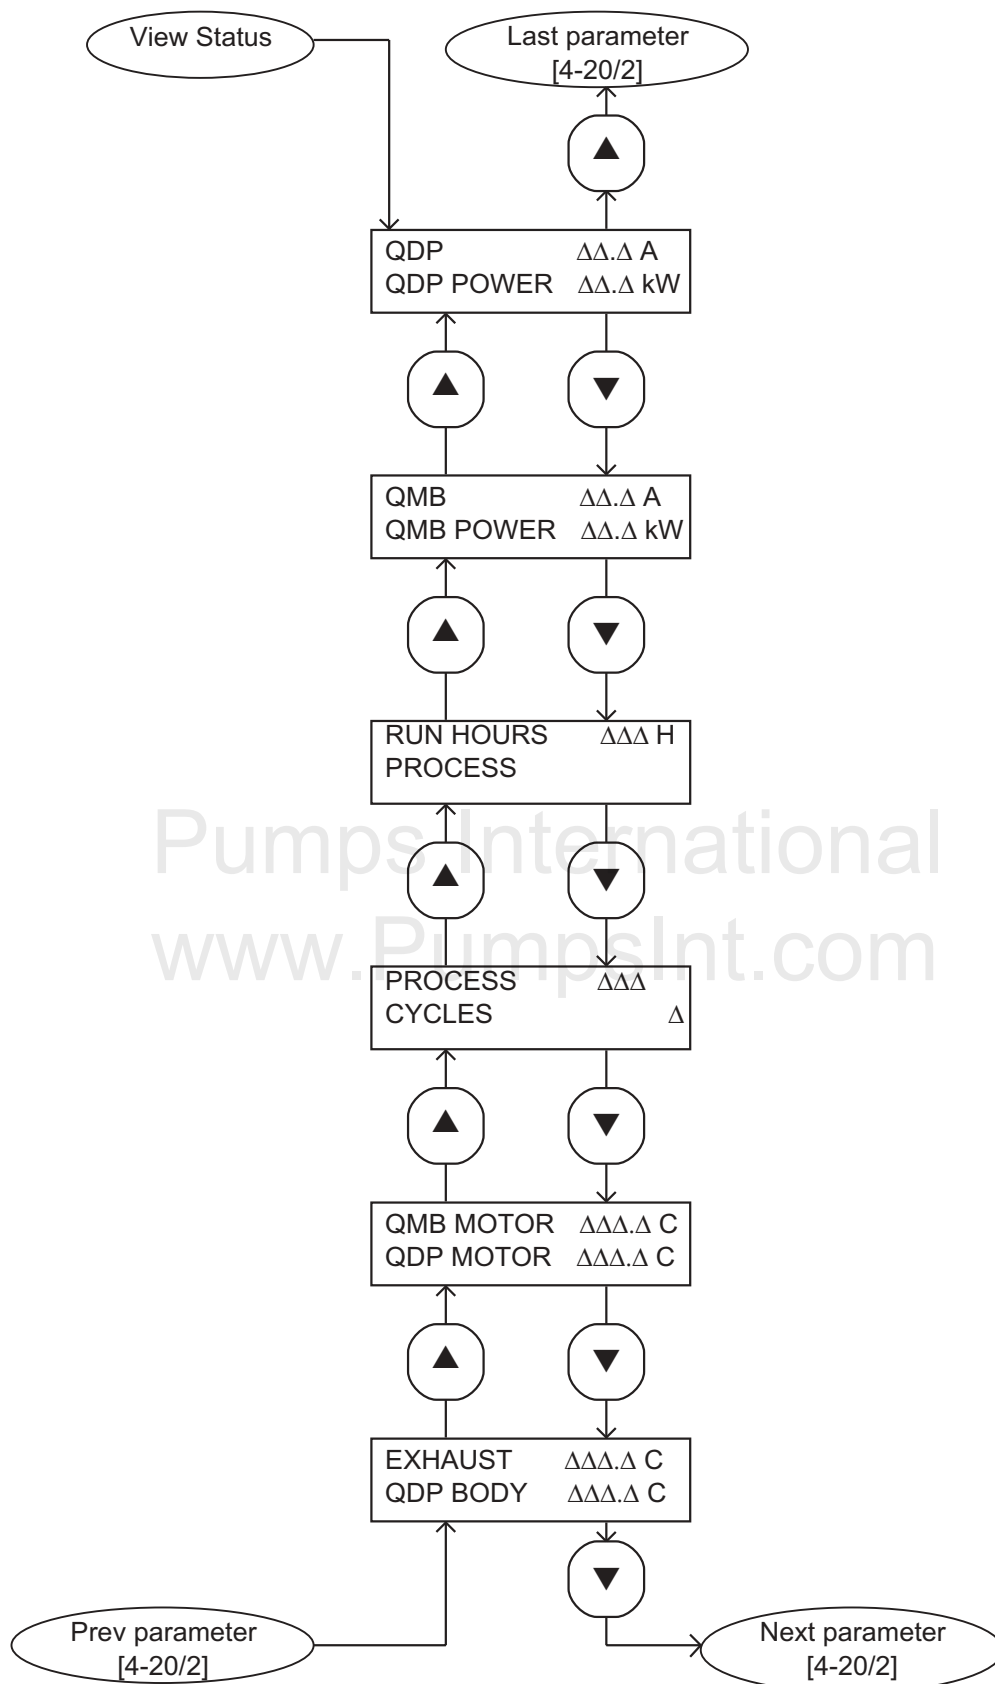 View Status
Last parameter
[4-20/2]
QDP ΔΔ.Δ A
QDP POWER ΔΔ.Δ kW
QMB ΔΔ.Δ A
QMB POWER ΔΔ.Δ kW
RUN HOURS ΔΔΔ H
PROCESS
Pumps International
www.PumpsInt.com
PROCESS ΔΔΔ
CYCLES Δ
QMB MOTOR ΔΔΔ.Δ C
QDP MOTOR ΔΔΔ.Δ C
EXHAUST ΔΔΔ.Δ C
QDP BODY ΔΔΔ.Δ C
Prev parameter
[4-20/2]
Next parameter
[4-20/2]